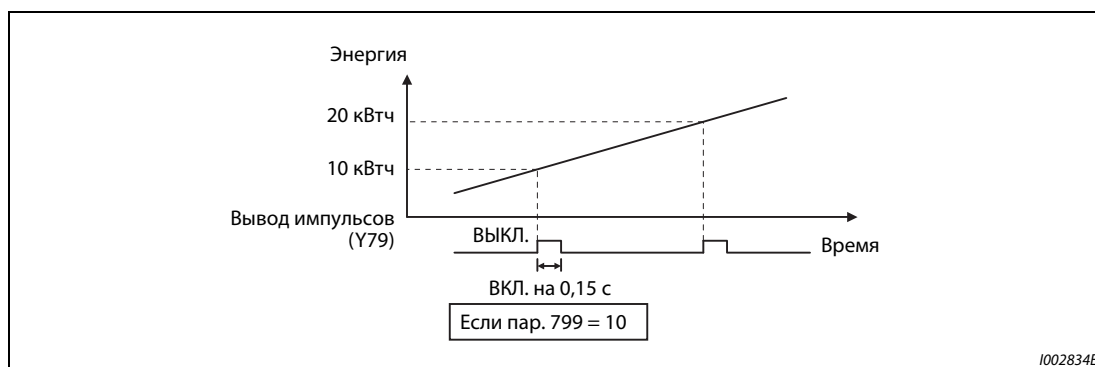 Энергия
20 кВтч
10 кВтч
Вывод импульсов
(Y79)
ВЫКЛ.
Время
ВКЛ. на 0,15 с
Если пар. 799 = 10
I002834E